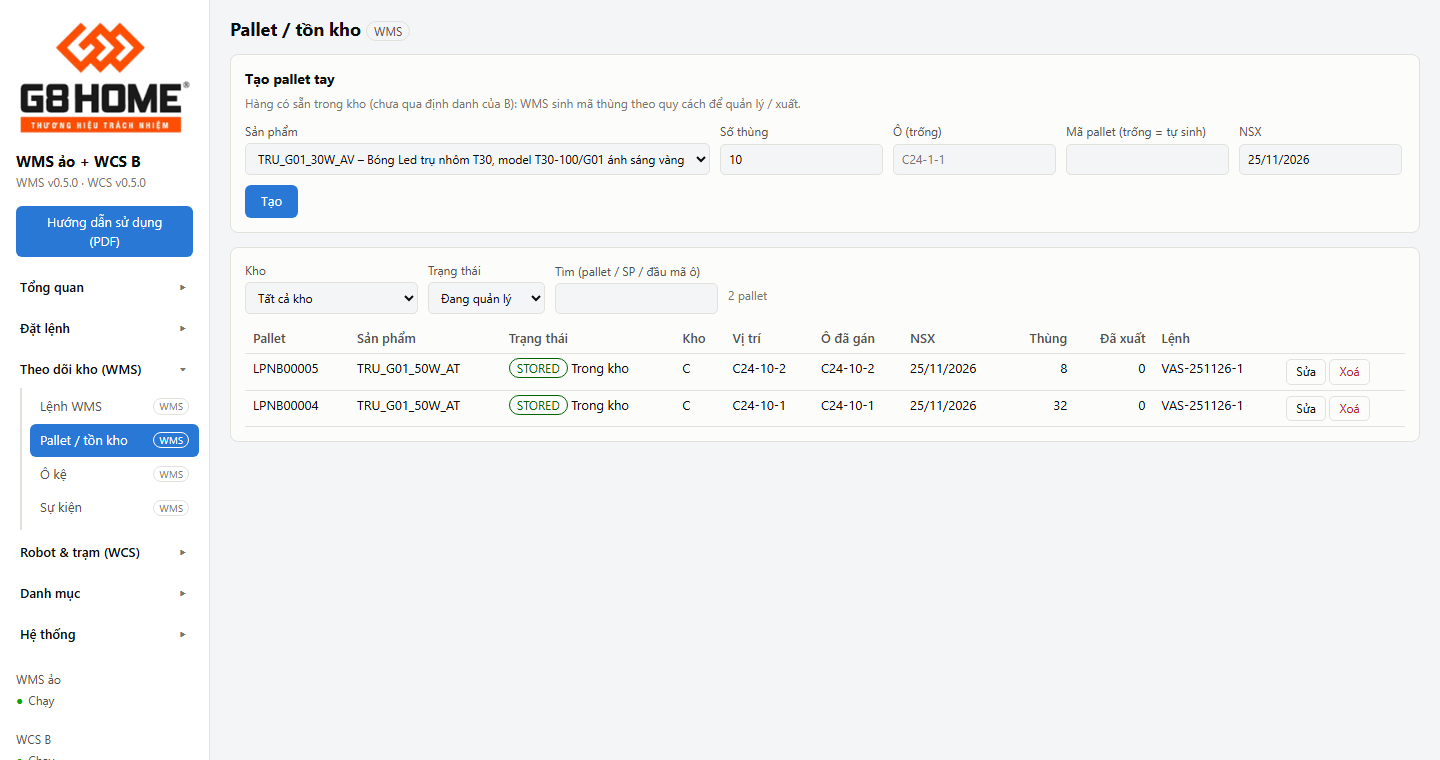 G8 HOME®
THƯƠNG HIỆU TRÁCH NHIỆM
WMS ảo + WCS B
WMS v0.5.0 · WCS v0.5.0
Hướng dẫn sử dụng
(PDF)
Tổng quan
Đặt lệnh
Theo dõi kho (WMS)
Lệnh WMS WMS
Pallet / tồn kho WMS
Ô kệ WMS
Sự kiện WMS
Robot & trạm (WCS)
Danh mục
Hệ thống
WMS ảo
Chạy
WCS B
Chạy
Pallet / tồn kho WMS
Tạo pallet tay
Hàng có sẵn trong kho (chưa qua định danh của B): WMS sinh mã thùng theo quy cách để quản lý / xuất.
Sản phẩm Số thùng Ô (trống) Mã pallet (trống = tự sinh) NSX
TRU_G01_30W_AV – Bóng Led trụ nhôm T30, model T30-100/G01 ánh sáng vàng 10 C24-1-1 25/11/2026
Tạo
Kho Trạng thái Tìm (pallet / SP / đầu mã ô)
Tất cả kho Đang quản lý 2 pallet
Pallet Sản phẩm Trạng thái Kho Vị trí Ô đã gán NSX Thùng Đã xuất Lệnh
LPNB00005 TRU_G01_50W_AT STORED Trong kho C C24-10-2 C24-10-2 25/11/2026 8 0 VAS-251126-1 Sửa Xoá
LPNB00004 TRU_G01_50W_AT STORED Trong kho C C24-10-1 C24-10-1 25/11/2026 32 0 VAS-251126-1 Sửa Xoá